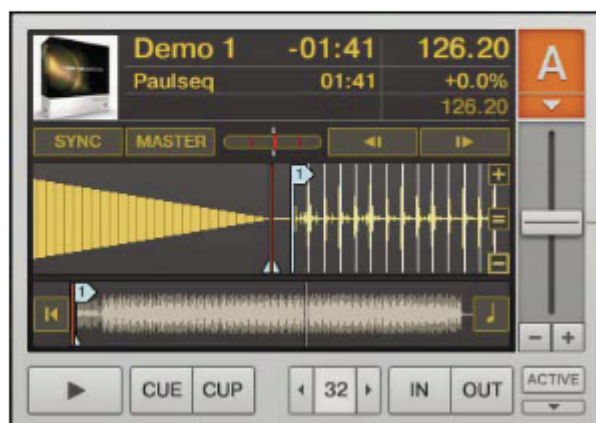 Demo 1 -01:41 126.20
Paulseq 01:41 +0.0%
126.20
A
SYNC MASTER
1
1
CUE CUP 32 IN OUT
ACTIVE